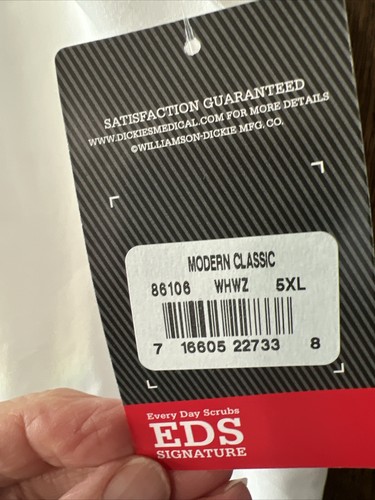 SATISFACTION GUARANTEED
WWW.DICKIESMEDICAL.COM FOR MORE DETAILS
©WILLIAMSON-DICKIE MFG. CO.
MODERN CLASSIC
86106 WHWZ 5XL
7 16605 22733 8
Every Day Scrubs
EDS
SIGNATURE